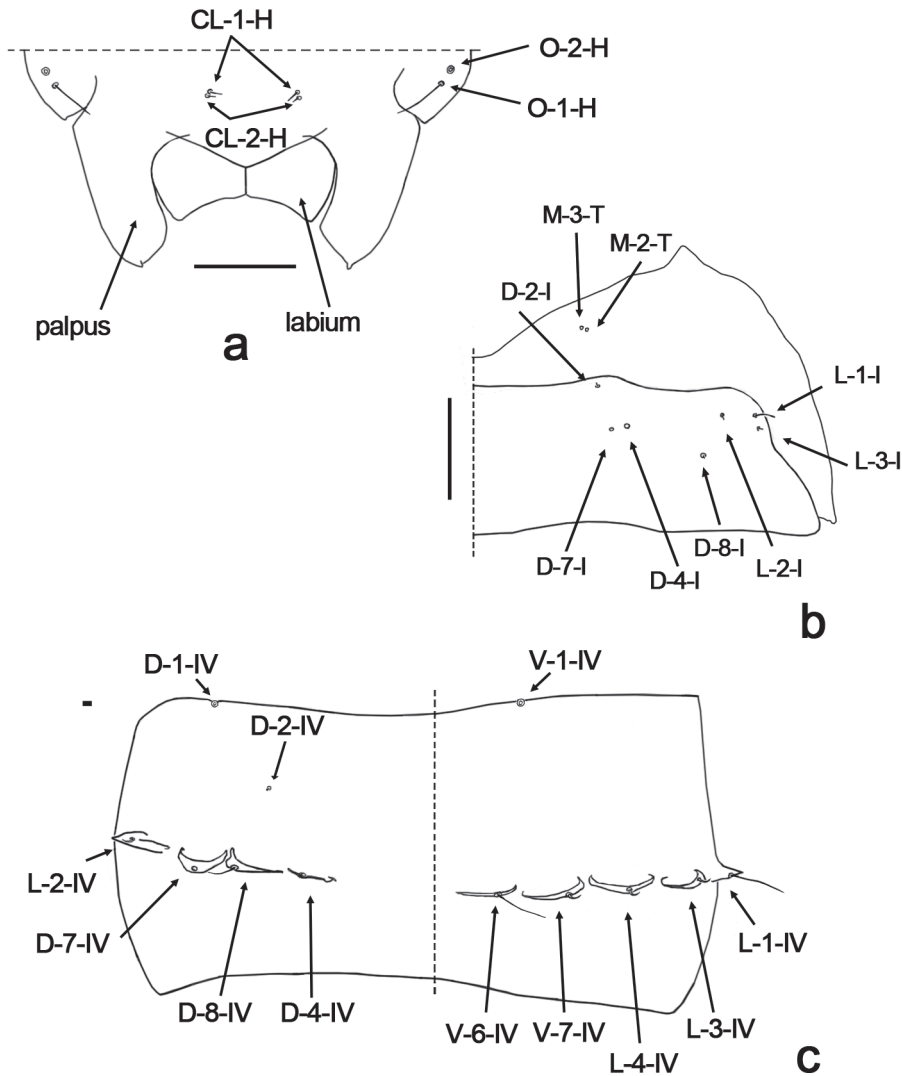 CL-1-H
O-2-H
O-1-H
CL-2-H
palpus
labium
a
M-3-T
M-2-T
D-2-I
L-1-I
L-3-I
D-8-I
D-7-I
D-4-I
L-2-I
b
D-1-IV
V-1-IV
D-2-IV
L-2-IV
D-7-IV
L-1-IV
D-8-IV
D-4-IV
V-6-IV
V-7-IV
L-3-IV
L-4-IV
c